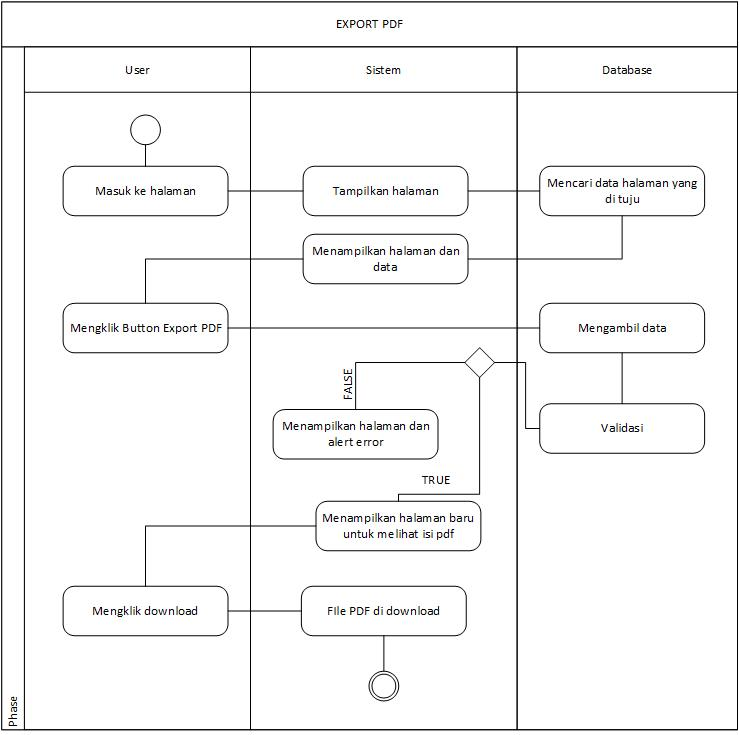 EXPORT PDF
User
Sistem
Database
Masuk ke halaman
Tampilkan halaman
Mencari data halaman yang
di tuju
Menampilkan halaman dan
data
Mengklik Button Export PDF
Mengambil data
FALSE
Menampilkan halaman dan
alert error
Validasi
TRUE
Menampilkan halaman baru
untuk melihat isi pdf
Mengklik download
FIle PDF di download
Phase